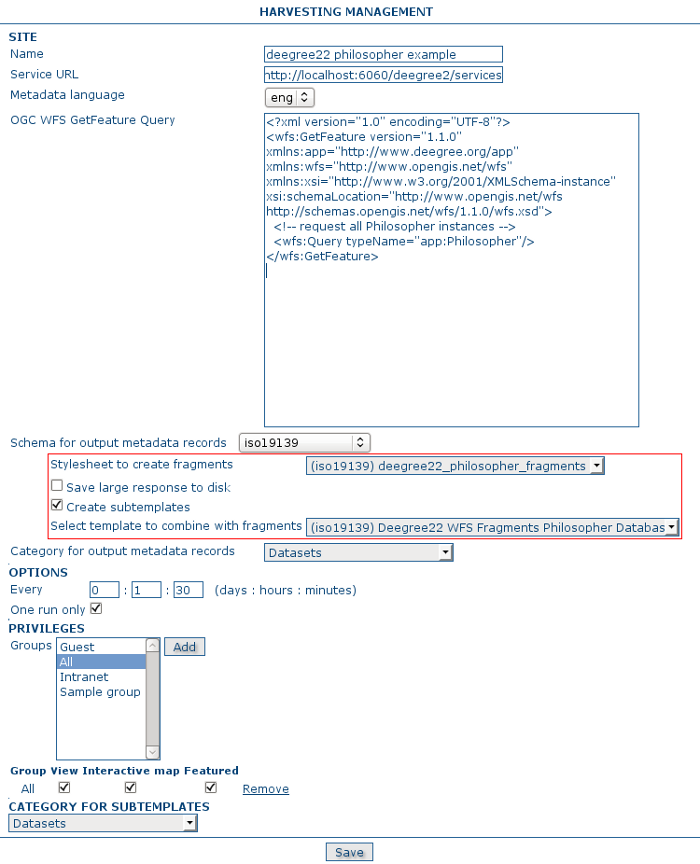 HARVESTING MANAGEMENT
SITE
Name deegree22 philosopher example
Service URL http://localhost:6060/deegree2/services
Metadata language eng
OGC WFS GetFeature Query
<?xml version="1.0" encoding="UTF-8"?>
<wfs:GetFeature version="1.1.0"
xmlns:app="http://www.deegree.org/app"
xmlns:wfs="http://www.opengis.net/wfs"
xmlns:xsi="http://www.w3.org/2001/XMLSchema-instance"
xsi:schemaLocation="http://www.opengis.net/wfs
http://schemas.opengis.net/wfs/1.1.0/wfs.xsd">
<!-- request all Philosopher instances -->
<wfs:Query typeName="app:Philosopher"/>
</wfs:GetFeature>
Schema for output metadata records iso19139
Stylesheet to create fragments (iso19139) deegree22_philosopher_fragments
Save large response to disk
Create subtemplates
Select template to combine with fragments (iso19139) Deegree22 WFS Fragments Philosopher Databas
Category for output metadata records Datasets
OPTIONS
Every 0 : 1 : 30 (days : hours : minutes)
One run only
PRIVILEGES
Groups Guest Add
All
Intranet
Sample group
Group View Interactive map Featured
All Remove
CATEGORY FOR SUBTEMPLATES
Datasets
Save